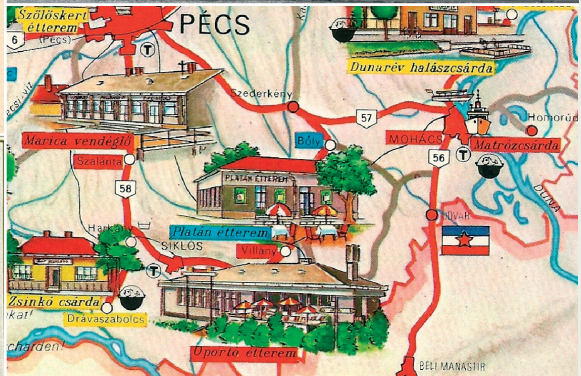 Szőlőskert
étterem
PÉCS
6
(Pécs)
T
Dunarév halászcsárda
Szederkény
57
Homorúd
Marica vendéglő
Szalánta
Bóly
MOHÁCS
Matrózcsárda
56
T
58
PLATÁN ÉTTEREM
DUNA
Platán étterem
Harkány
SIKLÓS
Villány
T
Zsinkó csárda
Drávaszabolcs
Oporto étterem
BELI MANASTIR